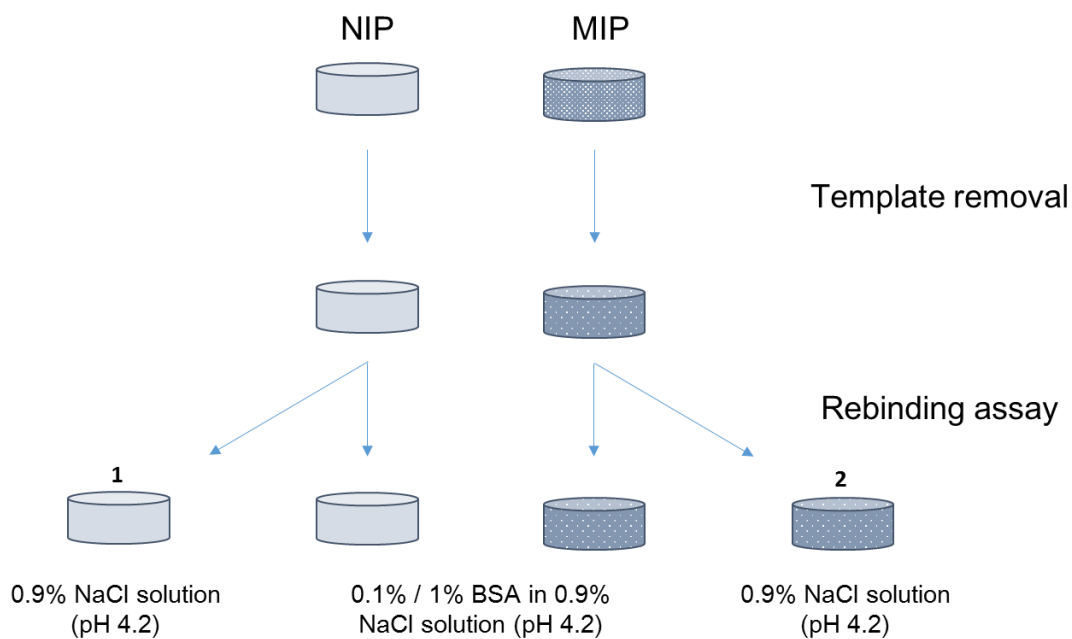 NIP
MIP
Template removal
Rebinding assay
1
2
0.9% NaCl solution
(pH 4.2)
0.1% / 1% BSA in 0.9%
NaCl solution (pH 4.2)
0.9% NaCl solution
(pH 4.2)